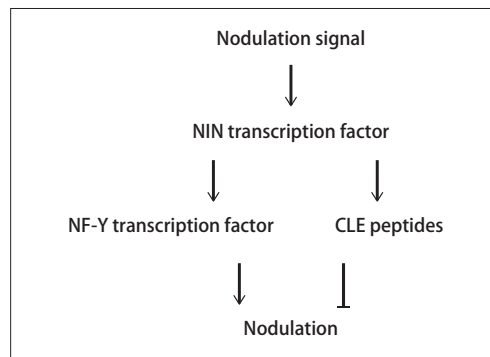 Nodulation signal
NIN transcription factor
NF-Y transcription factor CLE peptides
Nodulation